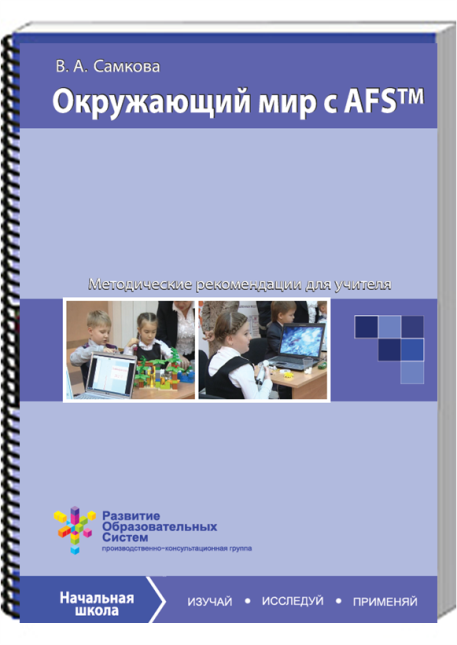 В. А. Самкова
Окружающий мир с AFS™
Методические рекомендации для учителя
Развитие
Образовательных
Систем
производственно-консультационная группа
Начальная
школа
ИЗУЧАЙ • ИССЛЕДУЙ • ПРИМЕНЯЙ